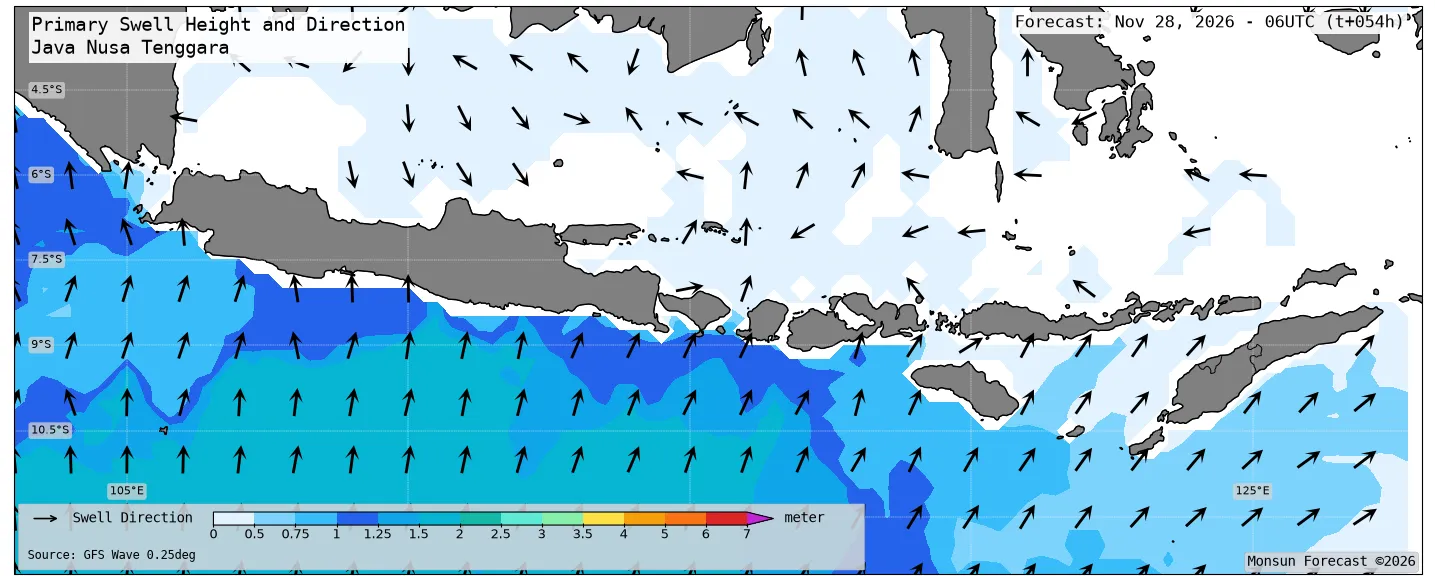 Primary Swell Height and Direction
Java Nusa Tenggara
Forecast: Nov 28, 2026 - 06UTC (t+054h)
4.5°S
6°S
7.5°S
9°S
10.5°S
105°E
125°E
Swell Direction
0 0.5 0.75 1 1.25 1.5 2 2.5 3 3.5 4 5 6 7
meter
Source: GFS Wave 0.25deg
Monsun Forecast ©2026